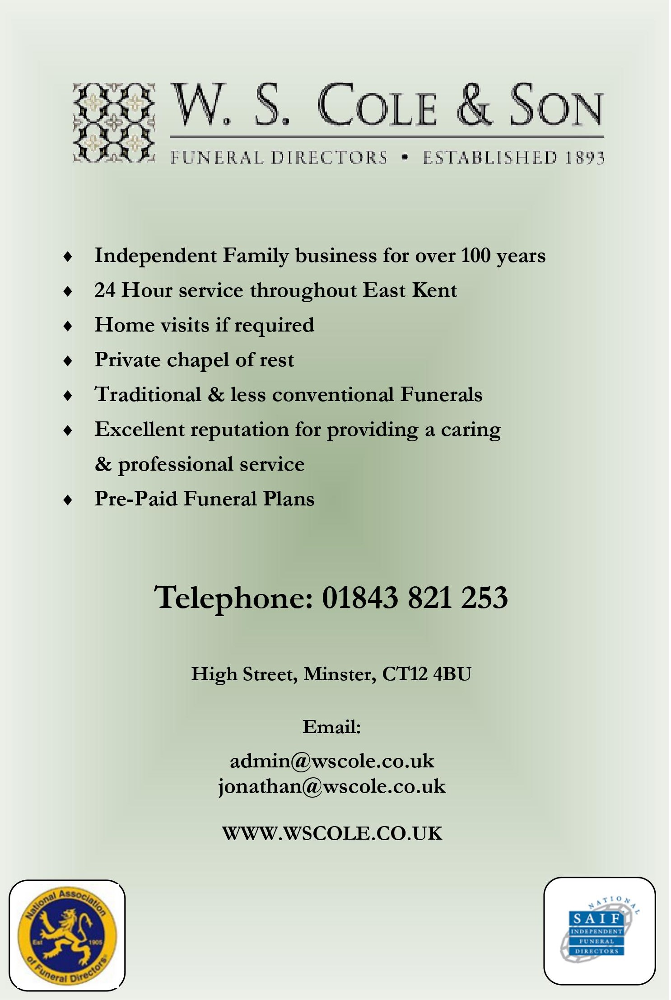 W. S. COLE & SON
FUNERAL DIRECTORS • ESTABLISHED 1893
♦ Independent Family business for over 100 years
♦ 24 Hour service throughout East Kent
♦ Home visits if required
♦ Private chapel of rest
♦ Traditional & less conventional Funerals
♦ Excellent reputation for providing a caring
& professional service
♦ Pre-Paid Funeral Plans
Telephone: 01843 821 253
High Street, Minster, CT12 4BU
Email:
admin@wscole.co.uk
jonathan@wscole.co.uk
WWW.WSCOLE.CO.UK
National Association
Est 1905
of Funeral Directors
NATIONAL
SAIF
INDEPENDENT
FUNERAL
DIRECTORS